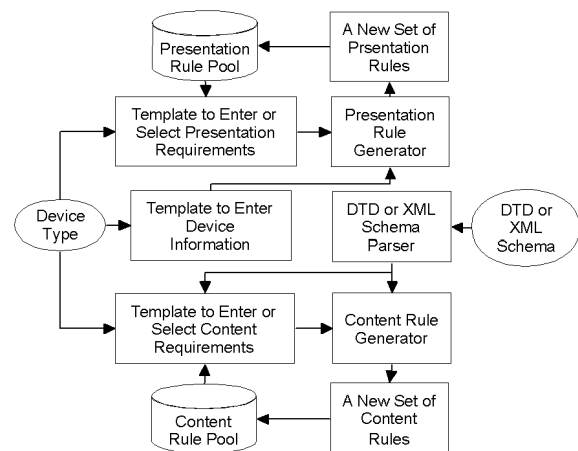 Presentation
Rule Pool
A New Set of
Prsentation
Rules
Template to Enter or
Select Presentation
Requirements
Presentation
Rule
Generator
Device
Type
Template to Enter
Device
Information
DTD or XML
Schema
Parser
DTD or
XML
Schema
Template to Enter or
Select Content
Requirements
Content Rule
Generator
Content
Rule Pool
A New Set of
Content
Rules